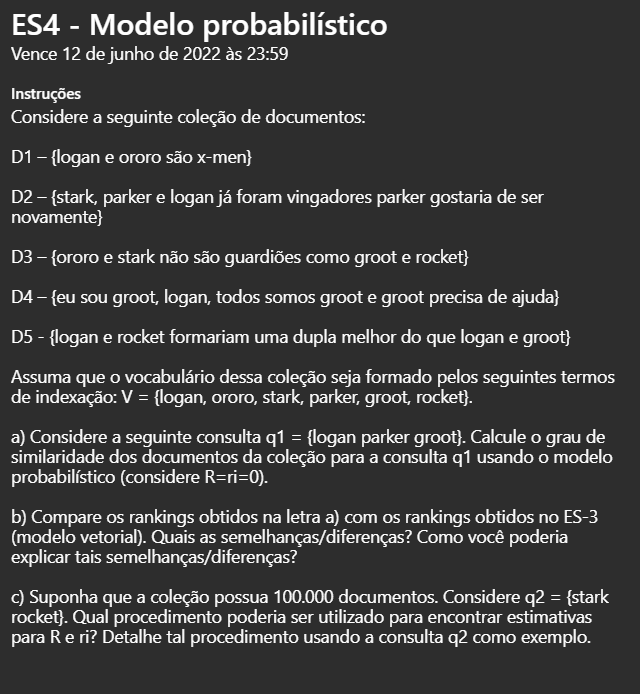 ES4 - Modelo probabilístico
Vence 12 de junho de 2022 às 23:59
Instruções
Considere a seguinte coleção de documentos:
D1 – {logan e ororo são x-men}
D2 – {stark, parker e logan já foram vingadores parker gostaria de ser
novamente}
D3 – {ororo e stark não são guardiões como groot e rocket}
D4 – {eu sou groot, logan, todos somos groot e groot precisa de ajuda}
D5 - {logan e rocket formariam uma dupla melhor do que logan e groot}
Assuma que o vocabulário dessa coleção seja formado pelos seguintes termos
de indexação: V = {logan, ororo, stark, parker, groot, rocket}.
a) Considere a seguinte consulta q1 = {logan parker groot}. Calcule o grau de
similaridade dos documentos da coleção para a consulta q1 usando o modelo
probabilístico (considere R=ri=0).
b) Compare os rankings obtidos na letra a) com os rankings obtidos no ES-3
(modelo vetorial). Quais as semelhanças/diferenças? Como você poderia
explicar tais semelhanças/diferenças?
c) Suponha que a coleção possua 100.000 documentos. Considere q2 = {stark
rocket}. Qual procedimento poderia ser utilizado para encontrar estimativas
para R e ri? Detalhe tal procedimento usando a consulta q2 como exemplo.